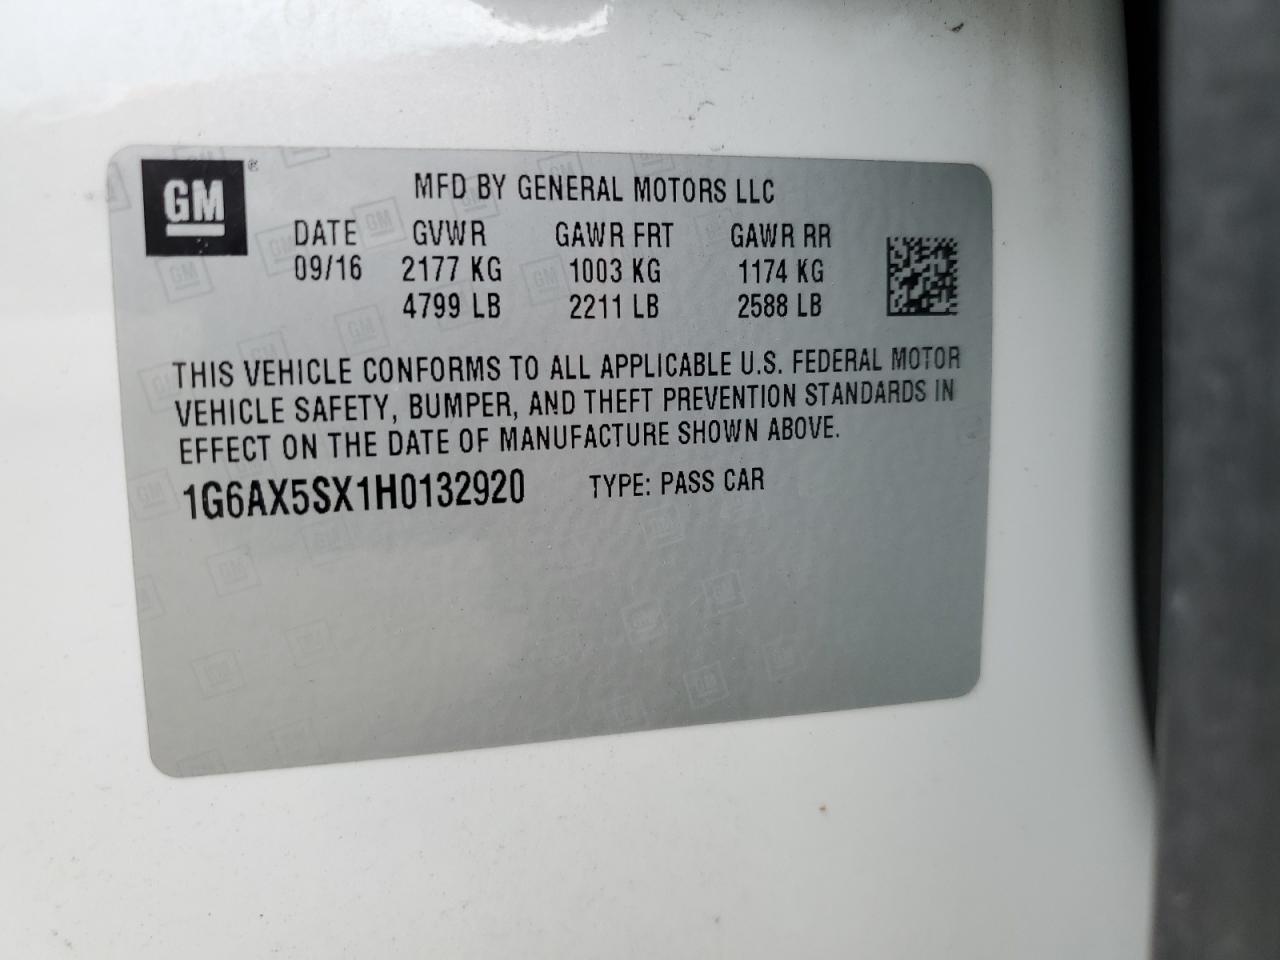 GM ®
MFD BY GENERAL MOTORS LLC
DATE GVWR GAWR FRT GAWR RR
09/16 2177 KG 1003 KG 1174 KG
4799 LB 2211 LB 2588 LB
THIS VEHICLE CONFORMS TO ALL APPLICABLE U.S. FEDERAL MOTOR
VEHICLE SAFETY, BUMPER, AND THEFT PREVENTION STANDARDS IN
EFFECT ON THE DATE OF MANUFACTURE SHOWN ABOVE.
1G6AX5SX1H0132920 TYPE: PASS CAR